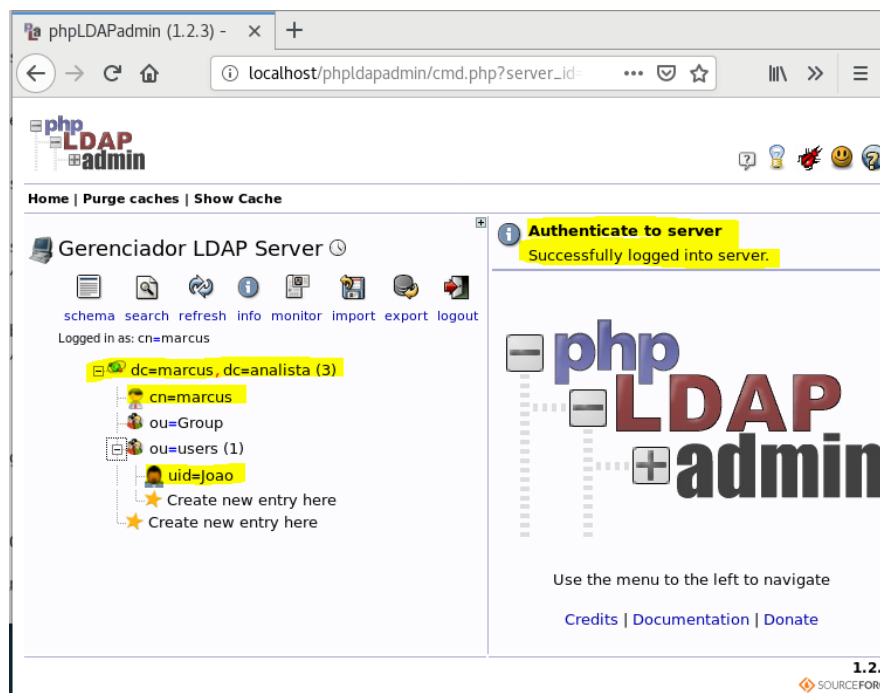 phpLDAPadmin (1.2.3) -
localhost/phpldapadmin/cmd.php?server_id=
php
LDAP
admin
Home | Purge caches | Show Cache
Gerenciador LDAP Server
schema search refresh info monitor import export logout
Logged in as: cn=marcus
dc=marcus,dc=analista (3)
cn=marcus
ou=Group
ou=users (1)
uid=Joao
Create new entry here
Create new entry here
Authenticate to server
Successfully logged into server.
php
LDAP
admin
Use the menu to the left to navigate
Credits | Documentation | Donate
1.2.
SOURCEFOR